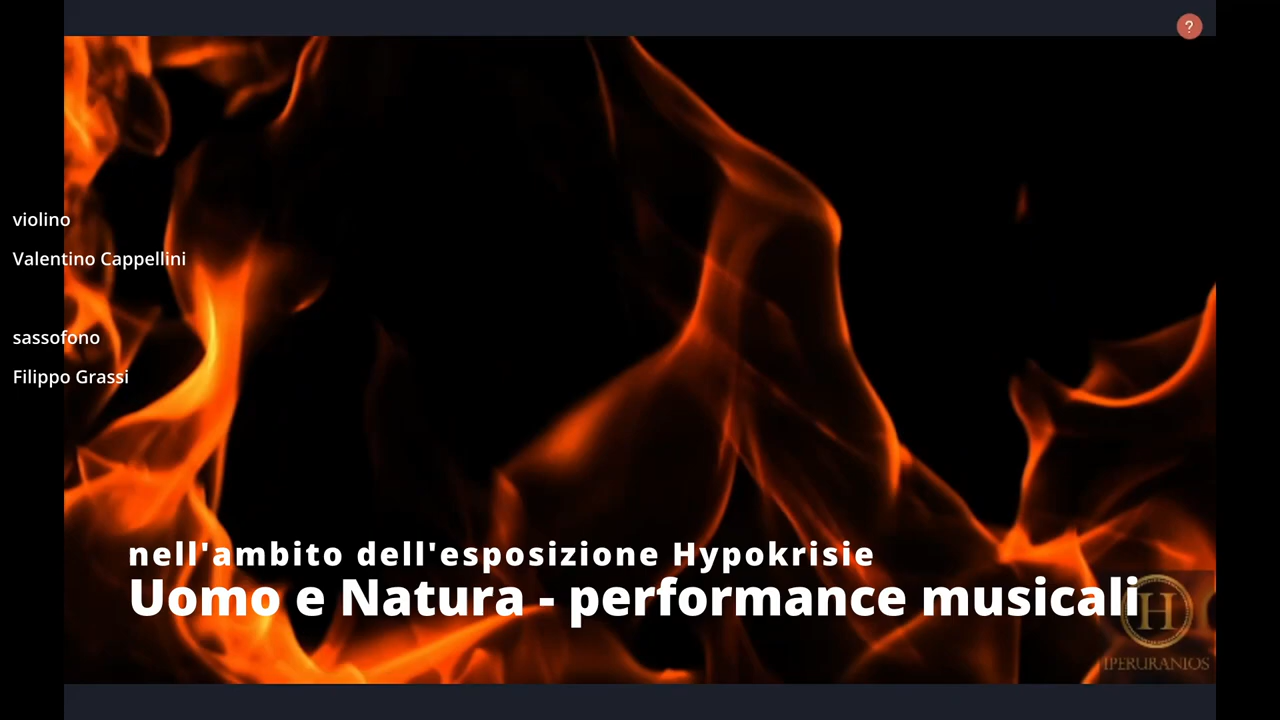 ?
violino
Valentino Cappellini
sassofono
Filippo Grassi
nell'ambito dell'esposizione Hypokrisie
Uomo e Natura - performance musicali
H
IPERURANIOS